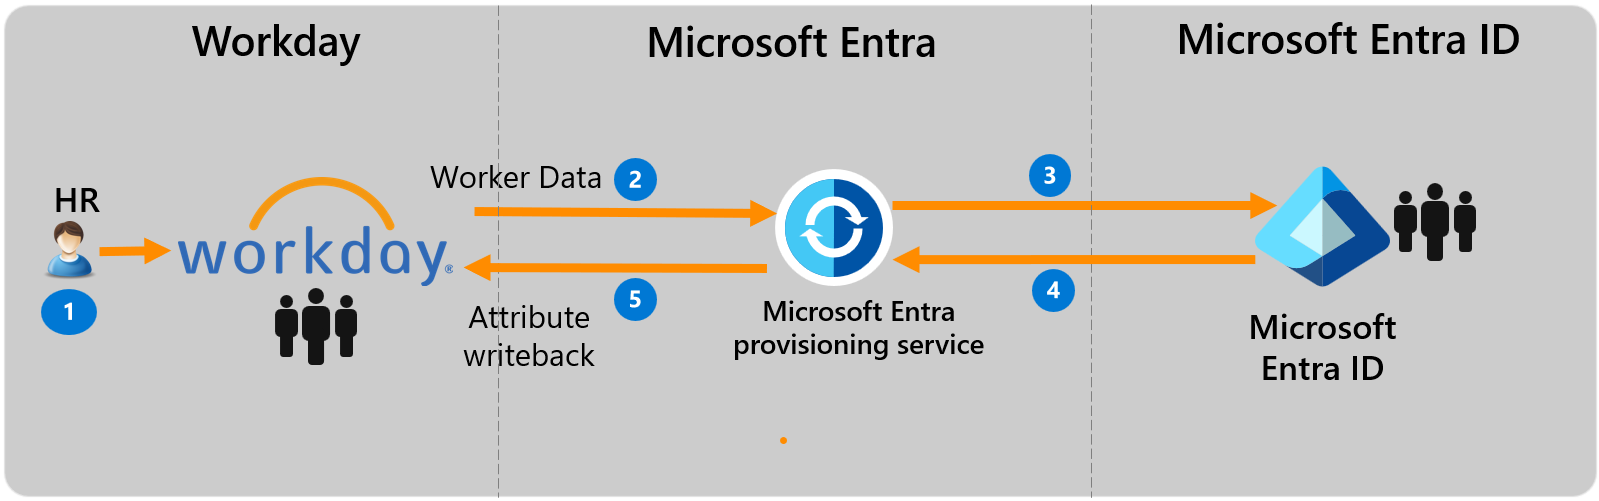 Workday
Microsoft Entra
Microsoft Entra ID
HR
1
workday®
Worker Data
2
3
Attribute
writeback
5
4
Microsoft Entra
provisioning service
Microsoft
Entra ID